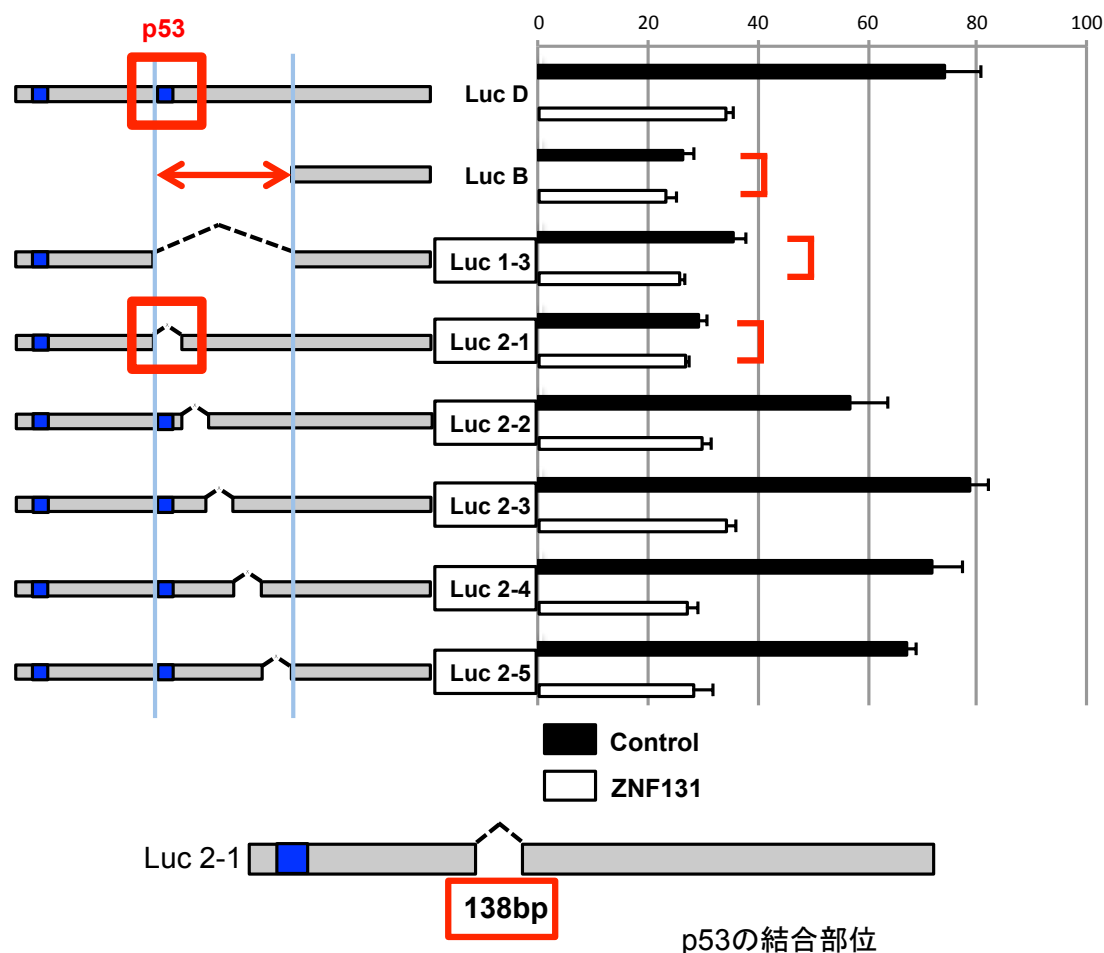 p53
0 20 40 60 80 100
Luc D
Luc B
Luc 1-3
Luc 2-1
Luc 2-2
Luc 2-3
Luc 2-4
Luc 2-5
Control
ZNF131
Luc 2-1
138bp
p53の結合部位